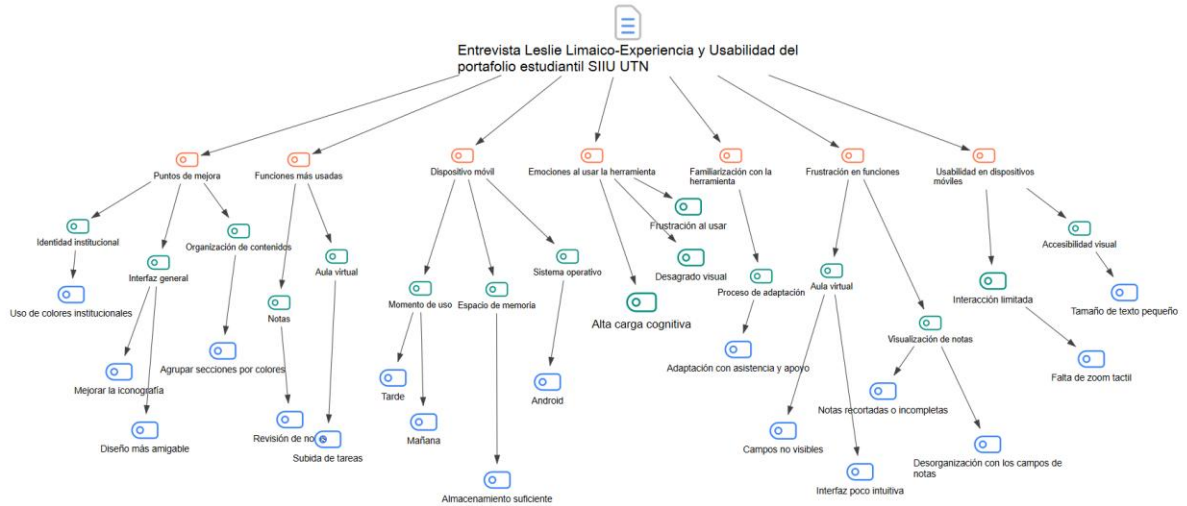 Entrevista Leslie Limaico-Experiencia y Usabilidad del
portafolio estudiantil SIIU UTN
Puntos de mejora
Funciones más usadas
Dispositivo móvil
Emociones al usar la herramienta
Familiarización con la
herramienta
Frustración en funciones
Usabilidad en dispositivos
móviles
Identidad institucional
Interfaz general
Organización de contenidos
Notas
Aula virtual
Momento de uso
Espacio de memoria
Sistema operativo
Frustración al usar
Desagrado visual
Alta carga cognitiva
Proceso de adaptación
Aula virtual
Visualización de notas
Interacción limitada
Accesibilidad visual
Uso de colores institucionales
Mejorar la iconografía
Diseño más amigable
Agrupar secciones por colores
Revisión de no
Subida de tareas
Tarde
Mañana
Almacenamiento suficiente
Android
Adaptación con asistencia y apoyo
Campos no visibles
Interfaz poco intuitiva
Notas recortadas o incompletas
Desorganización con los campos de
notas
Falta de zoom tactil
Tamaño de texto pequeño